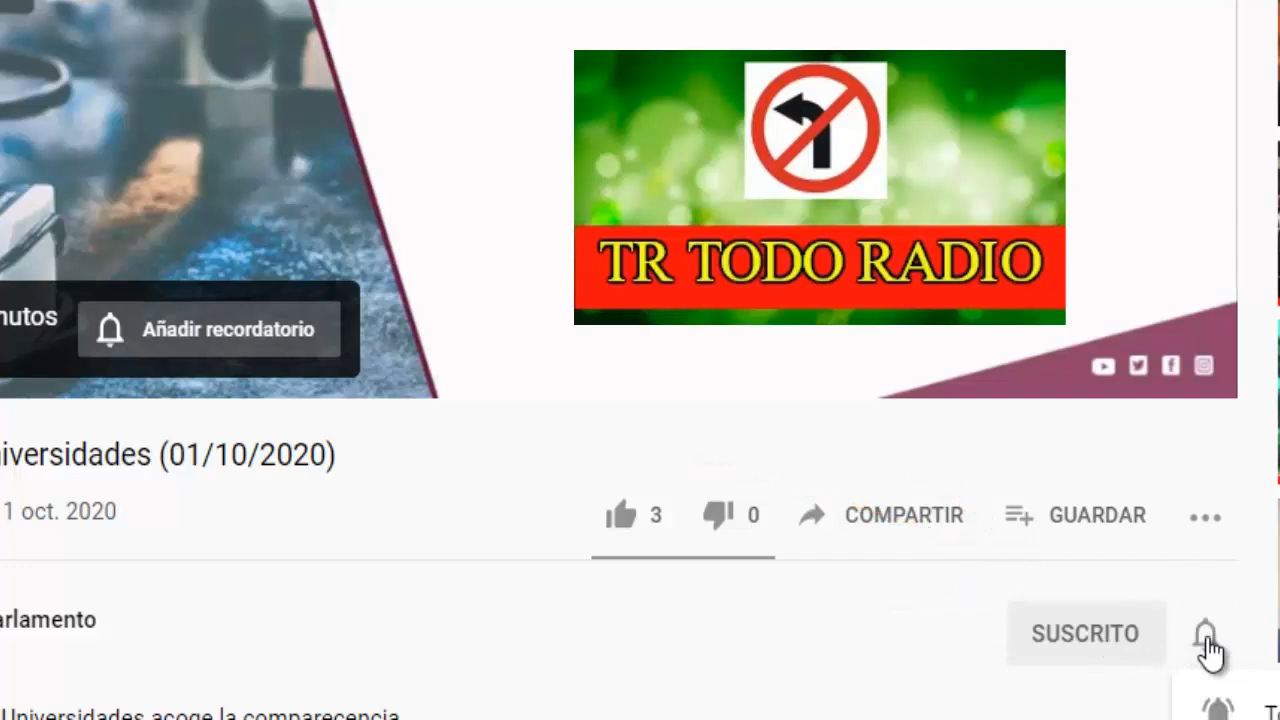 TR TODO RADIO
nutos
Añadir recordatorio
iversidades (01/10/2020)
1 oct. 2020
3
0
COMPARTIR
GUARDAR
arlamento
SUSCRITO
Universidades acoge la comparecencia